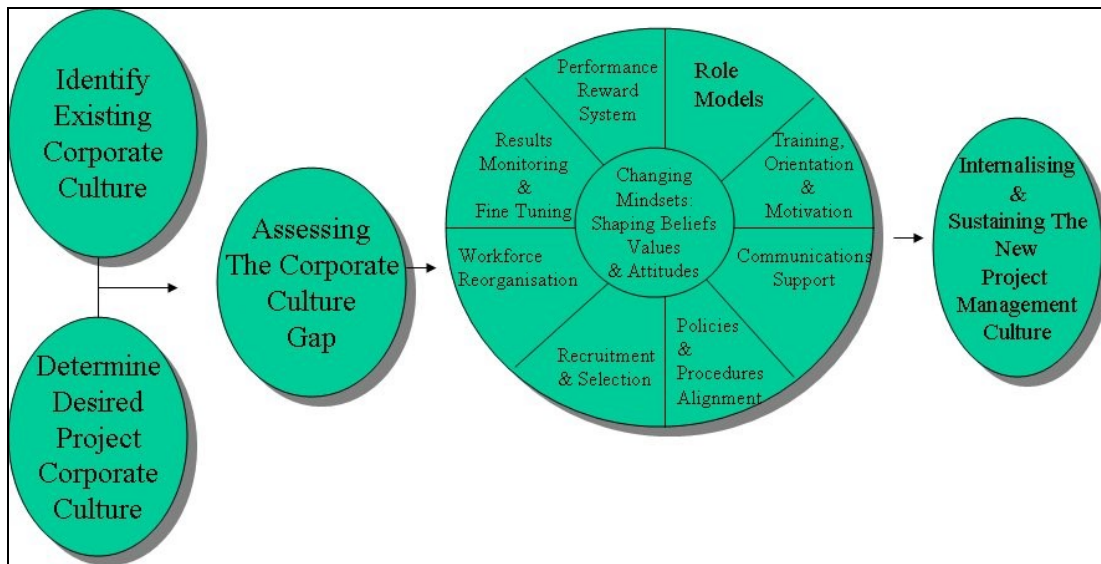 Identify
Existing
Corporate
Culture
Determine
Desired
Project
Corporate
Culture
Assessing
The Corporate
Culture
Gap
Performance
Reward
System
Role
Models
Training,
Orientation
&
Motivation
Communications
Support
Policies
&
Procedures
Alignment
Recruitment
& Selection
Workforce
Reorganisation
Results
Monitoring
&
Fine Tuning
Changing
Mindsets:
Shaping Beliefs
Values
& Attitudes
Internalising
&
Sustaining The
New
Project
Management
Culture